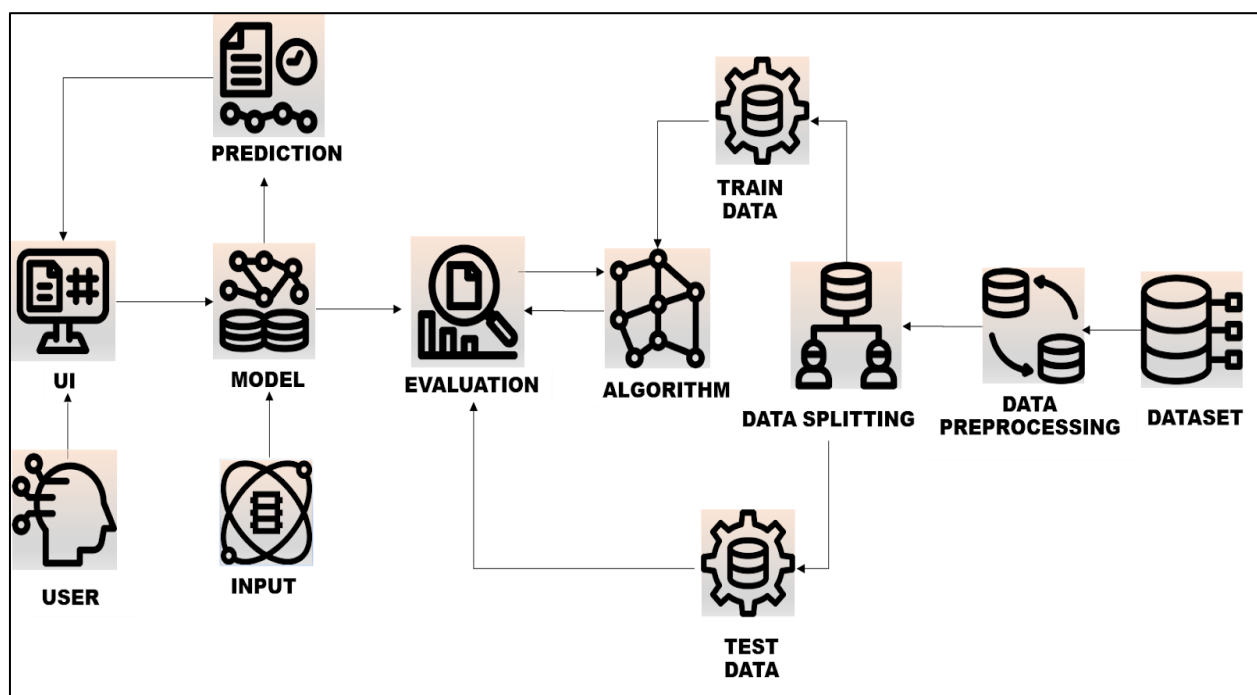 PREDICTION
TRAIN
DATA
UI
MODEL
EVALUATION
ALGORITHM
DATA SPLITTING
DATA
PREPROCESSING
DATASET
USER
INPUT
TEST
DATA